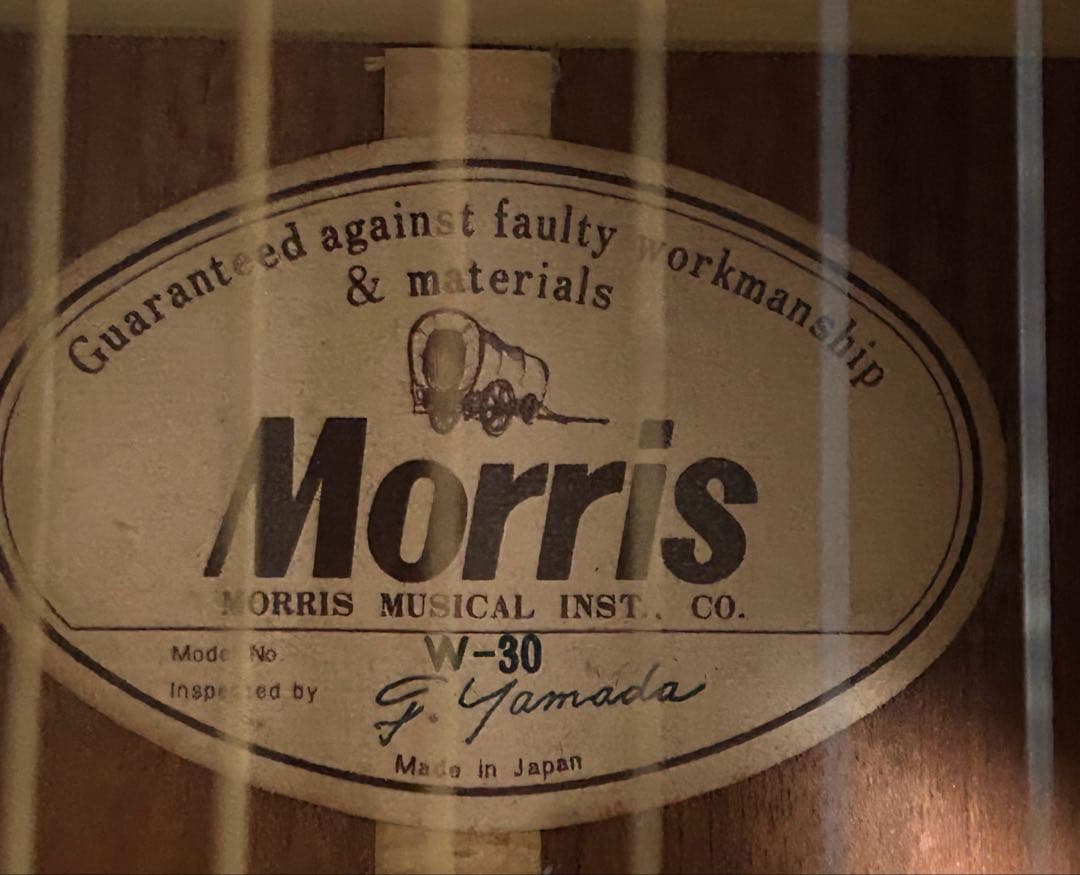 Guaranteed against faulty workmanship
& materials
Morris
MORRIS MUSICAL INST., CO.
Model No. W-30
Inspected by F. Yamada
Made in Japan